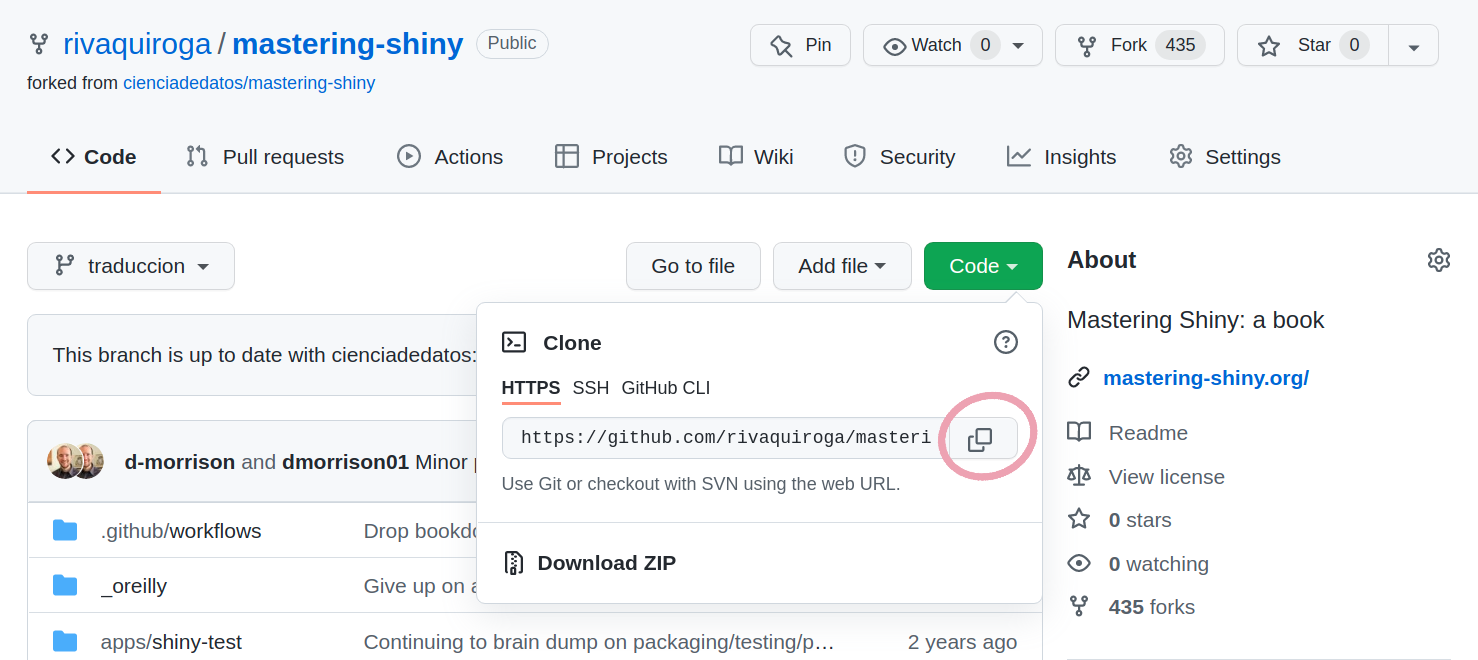 rivaquiroga / mastering-shiny Public
Pin Watch 0 Fork 435 Star 0
forked from cienciadedatos/mastering-shiny
Code Pull requests Actions Projects Wiki Security Insights Settings
traduccion Go to file Add file Code
About
Mastering Shiny: a book
mastering-shiny.org/
Readme
View license
0 stars
0 watching
435 forks
This branch is up to date with cienciadedatos:
Clone
HTTPS SSH GitHub CLI
https://github.com/rivaquiroga/masteri
Use Git or checkout with SVN using the web URL.
Download ZIP
d-morrison and dmorrison01 Minor
.github/workflows Drop bookdo
_oreilly Give up on a
apps/shiny-test Continuing to brain dump on packaging/testing/p… 2 years ago